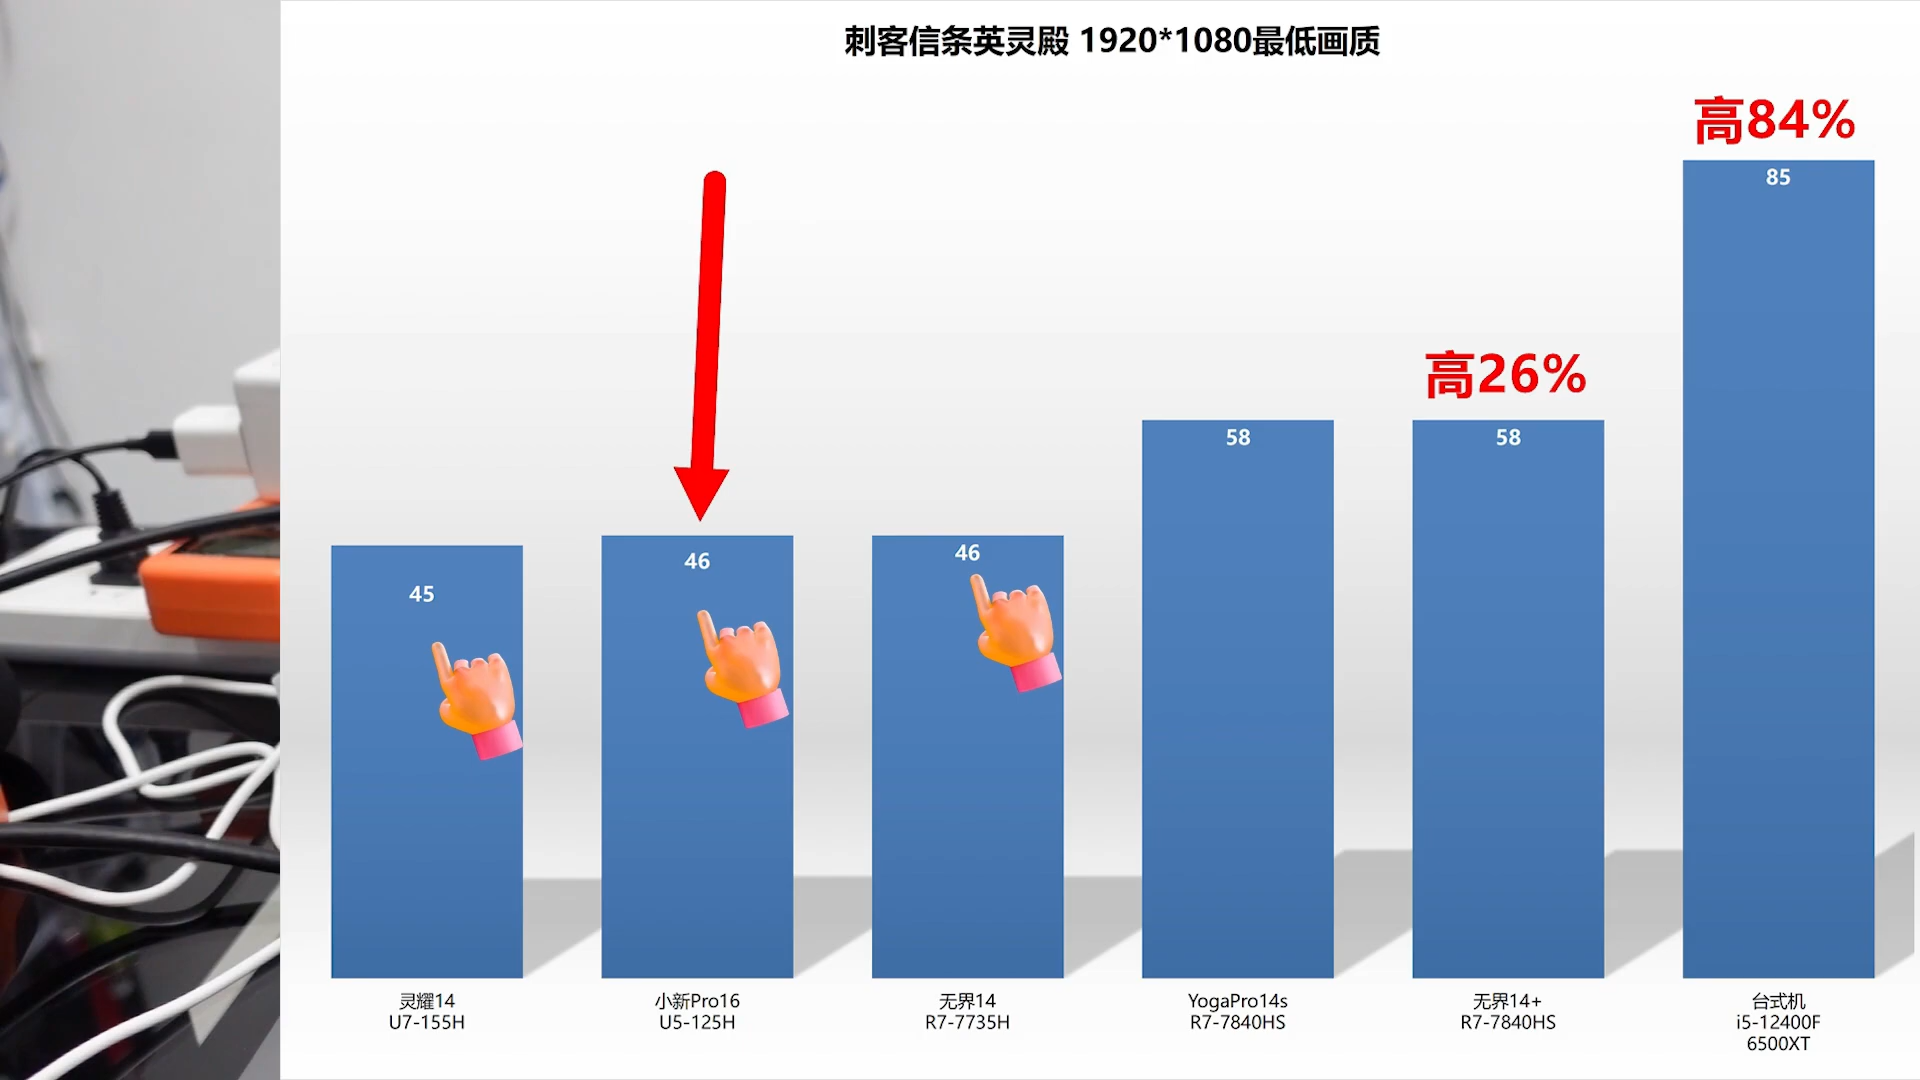 刺客信条英灵殿 1920*1080最低画质
高84%
85
高26%
58
58
46
46
45
灵耀14
U7-155H
小新Pro16
U5-125H
无界14
R7-7735H
YogaPro14s
R7-7840HS
无界14+
R7-7840HS
台式机
i5-12400F
6500XT